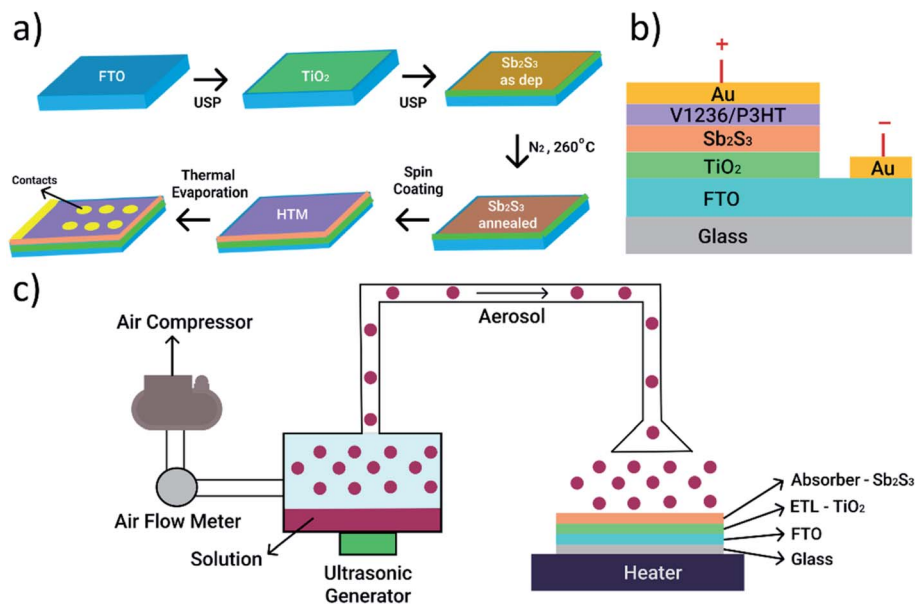 a)
FTO
USP
TiO₂
USP
Sb₂S₃
as dep
N₂, 260°C
Sb₂S₃
annealed
Spin
Coating
HTM
Thermal
Evaporation
Contacts
b)
+
Au
V1236/P3HT
Sb₂S₃
TiO₂
–
Au
FTO
Glass
c)
Air Compressor
Air Flow Meter
Solution
Ultrasonic
Generator
Aerosol
Absorber - Sb₂S₃
ETL - TiO₂
FTO
Glass
Heater